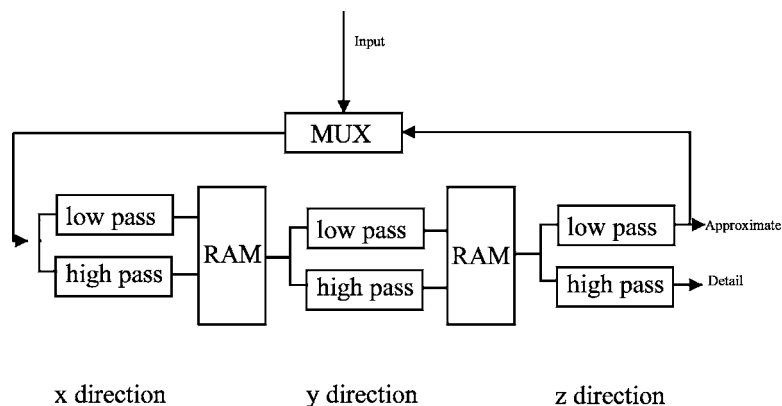 Input
MUX
low pass
high pass
RAM
low pass
high pass
RAM
low pass
high pass
Approximate
Detail
x direction
y direction
z direction